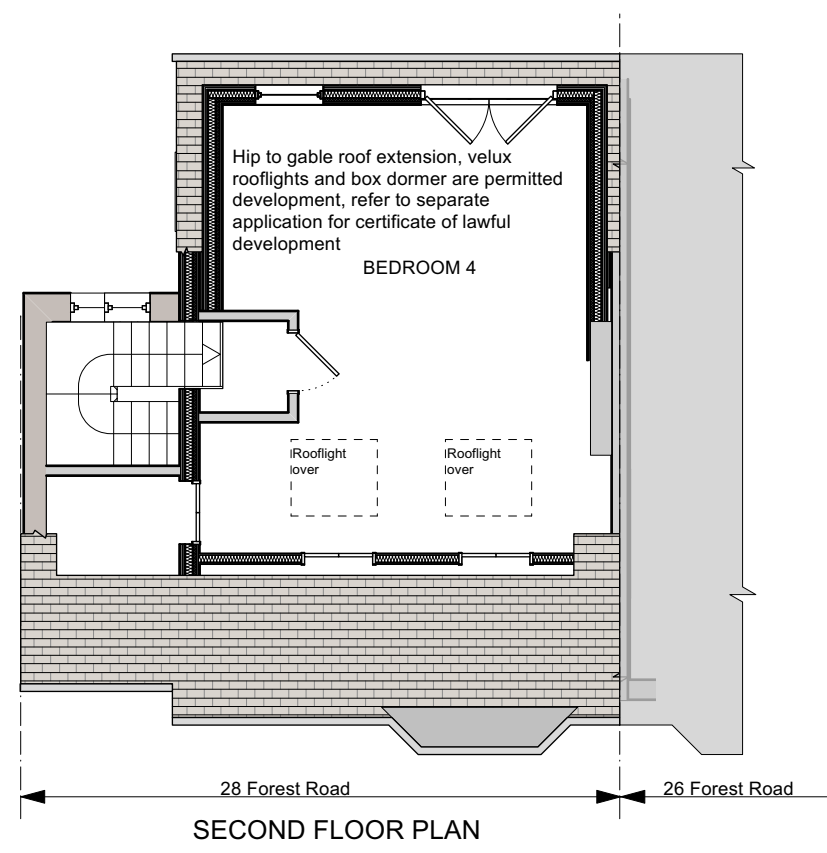 Hip to gable roof extension, velux
rooflights and box dormer are permitted
development, refer to separate
application for certificate of lawful
development
BEDROOM 4
Rooflight
over
Rooflight
over
28 Forest Road
26 Forest Road
SECOND FLOOR PLAN